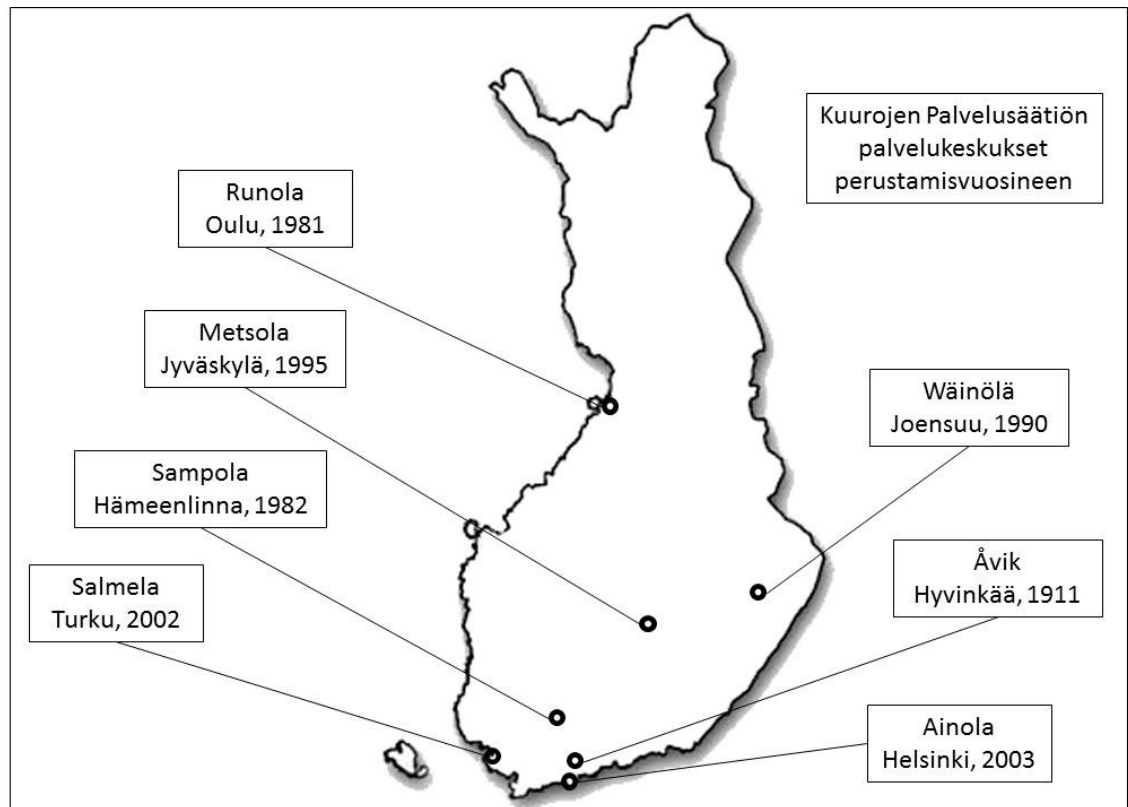 Kuurojen Palvelusäätiön
palvelukeskukset
perustamisvuosineen
Runola
Oulu, 1981
Metsola
Jyväskylä, 1995
Wäinölä
Joensuu, 1990
Sampola
Hämeenlinna, 1982
Åvik
Hyvinkää, 1911
Salmela
Turku, 2002
Ainola
Helsinki, 2003